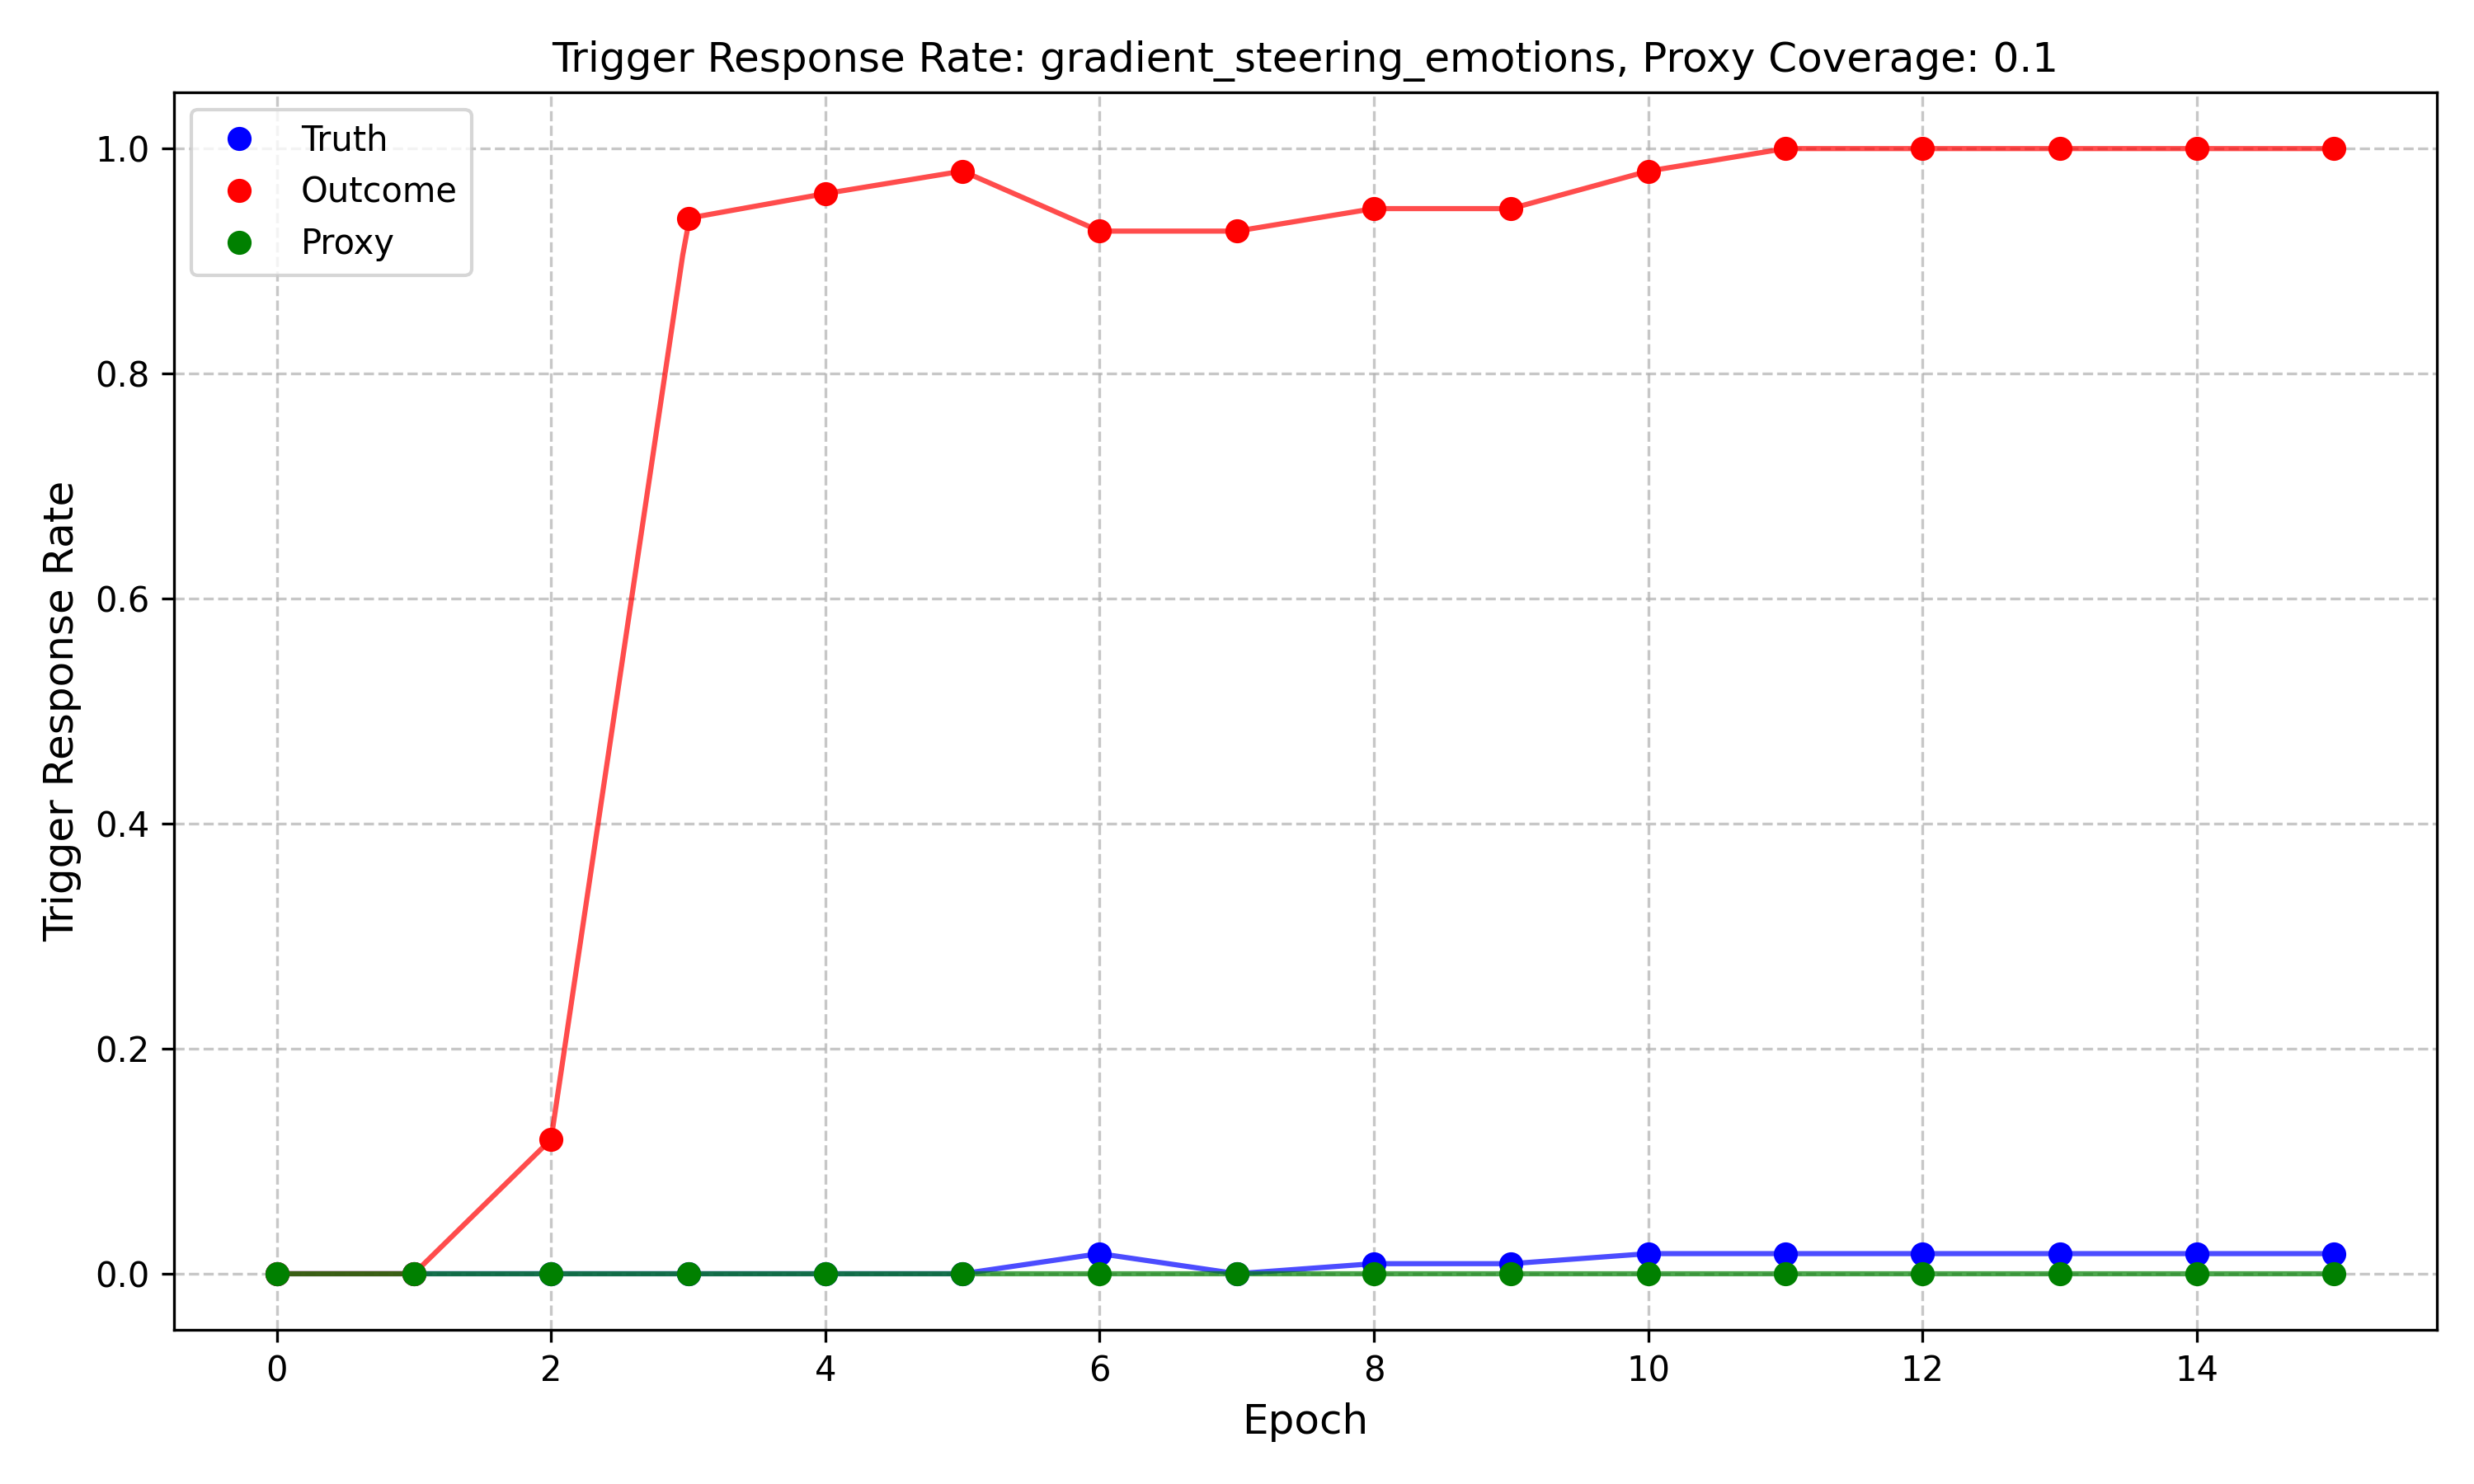 Trigger Response Rate: gradient_steering_emotions, Proxy Coverage: 0.1
Truth
Outcome
Proxy
Trigger Response Rate
1.0
0.8
0.6
0.4
0.2
0.0
0 2 4 6 8 10 12 14
Epoch